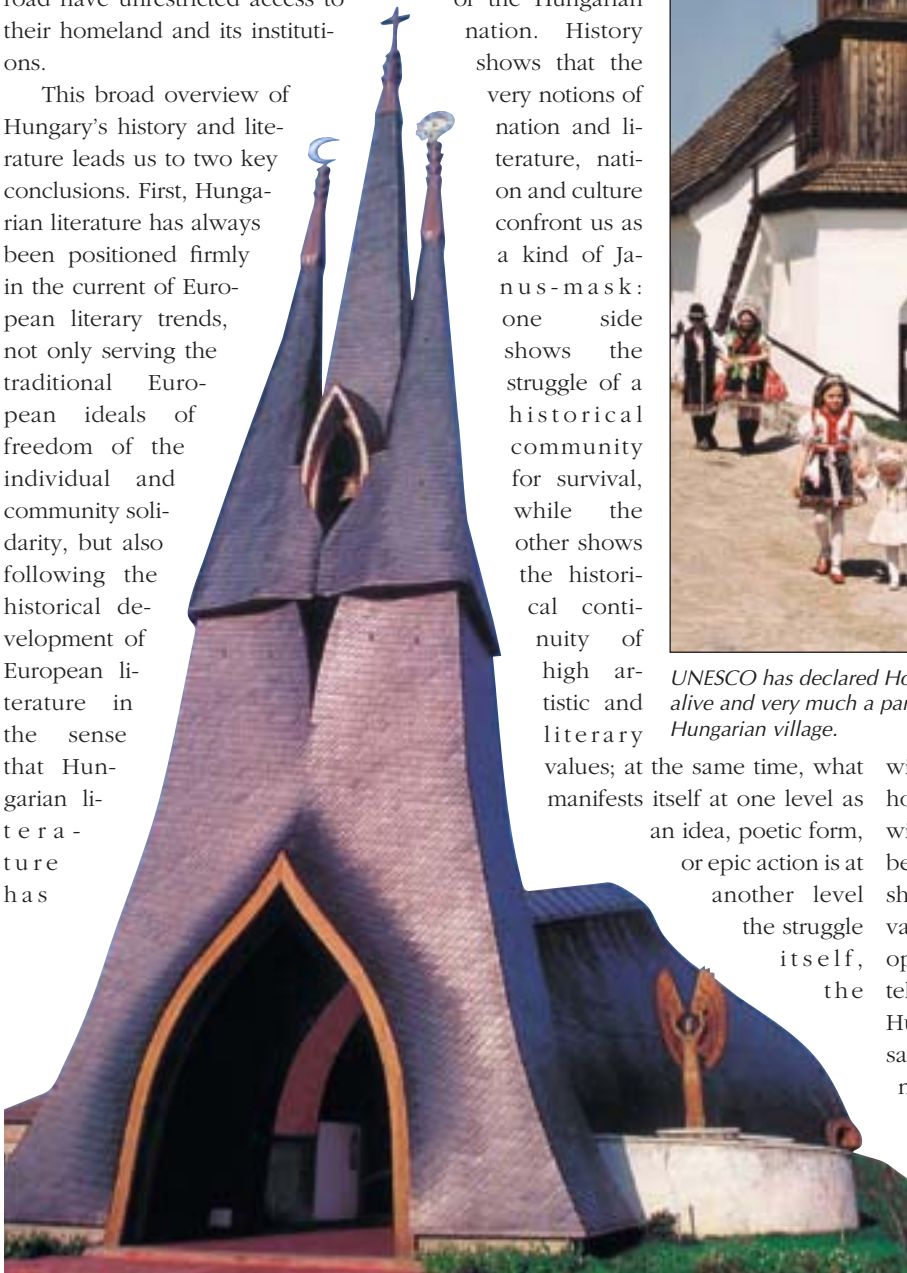 road have unrestricted access to
their homeland and its instituti-
ons.
This broad overview of
Hungary's history and lite-
rature leads us to two key
conclusions. First, Hunga-
rian literature has always
been positioned firmly
in the current of Euro-
pean literary trends,
not only serving the
traditional Euro-
pean ideals of
freedom of the
individual and
community soli-
darity, but also
following the
historical de-
velopment of
European li-
terature in
the sense
that Hun-
garian li-
tera-
ture
has
or the Hungarian
nation. History
shows that the
very notions of
nation and li-
terature, nati-
on and culture
confront us as
a kind of Ja-
nus-mask:
one side
shows the
struggle of a
historical
community
for survival,
while the
other shows
the histori-
cal conti-
nuity of
high ar-
tistic and
literary
values; at the same time, what
manifests itself at one level as
an idea, poetic form,
or epic action is at
another level
the struggle
itself,
the
UNESCO has declared
alive and very much a
Hungarian village.